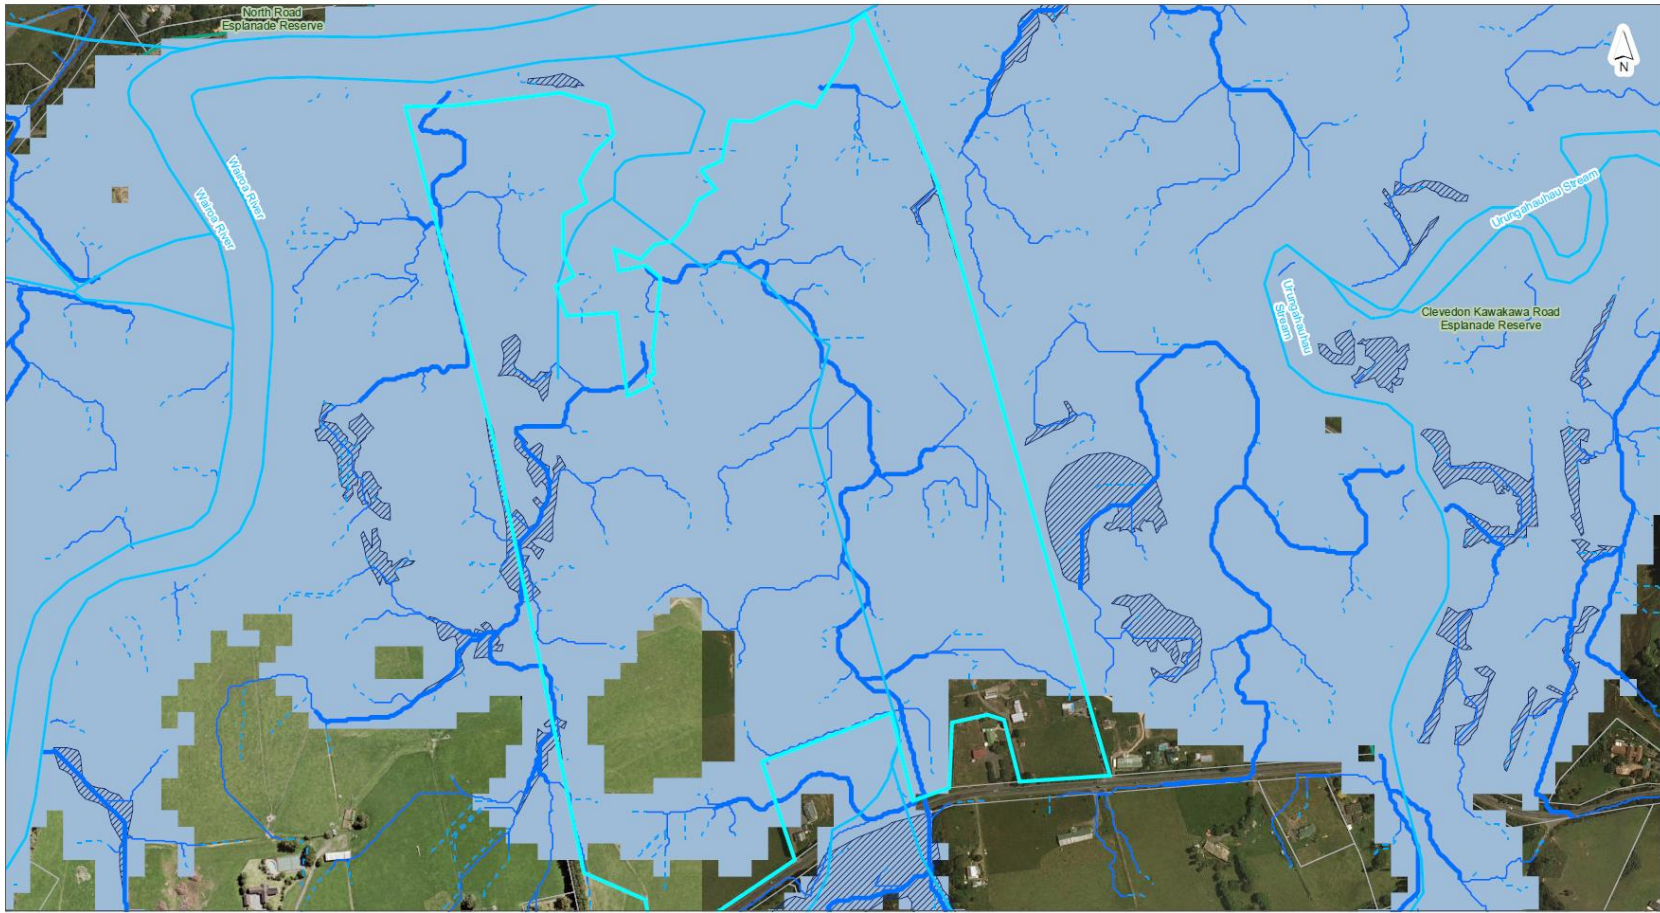 North Road
Esplanade Reserve
N
Wairoa River
Wairoa River
Urungahauhau Stream
Urungahauhau
Stream
Clevedon Kawakawa Road
Esplanade Reserve